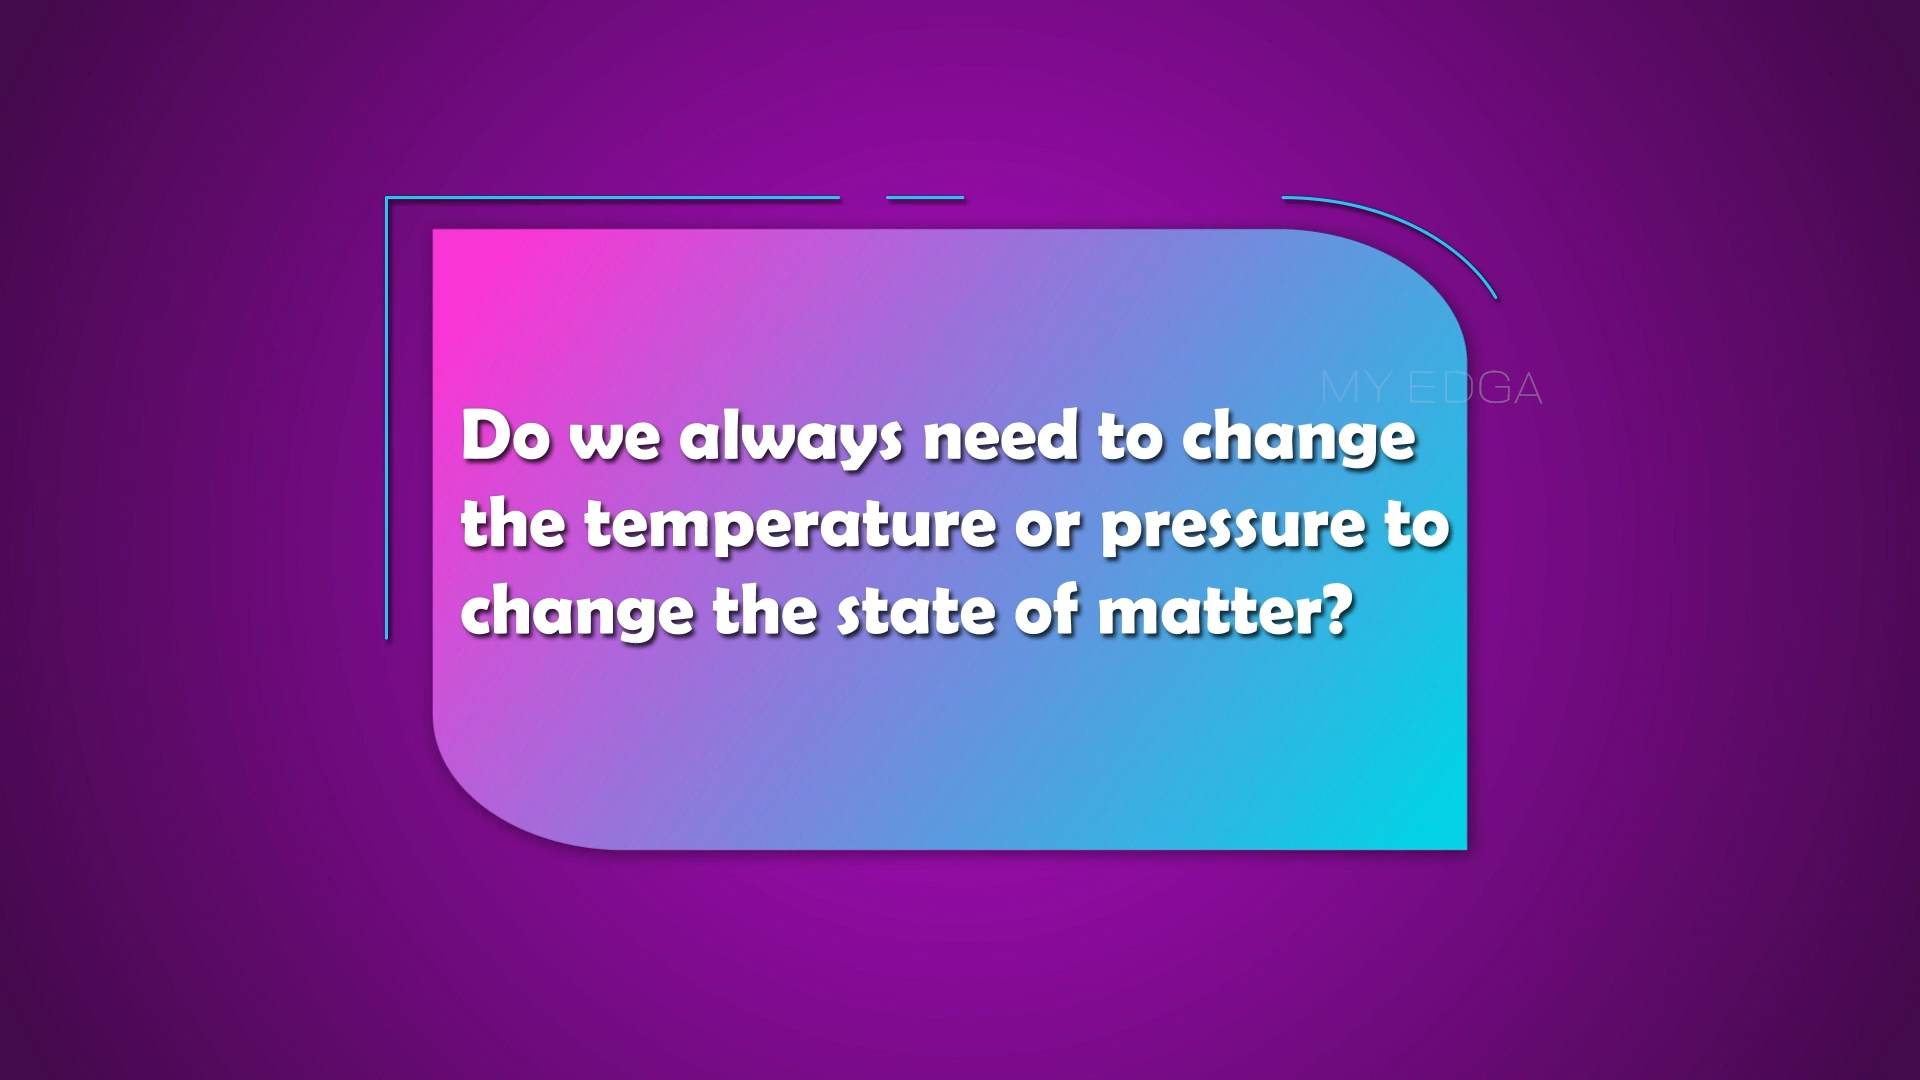 MY EDGA
Do we always need to change
the temperature or pressure to
change the state of matter?